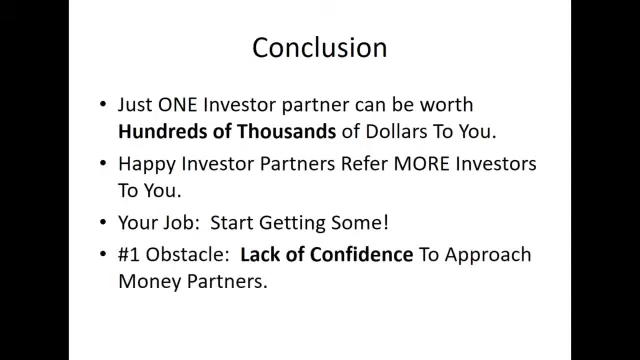 Conclusion
• Just ONE Investor partner can be worth
Hundreds of Thousands of Dollars To You.
• Happy Investor Partners Refer MORE Investors
To You.
• Your Job:  Start Getting Some!
• #1 Obstacle:  Lack of Confidence To Approach
Money Partners.